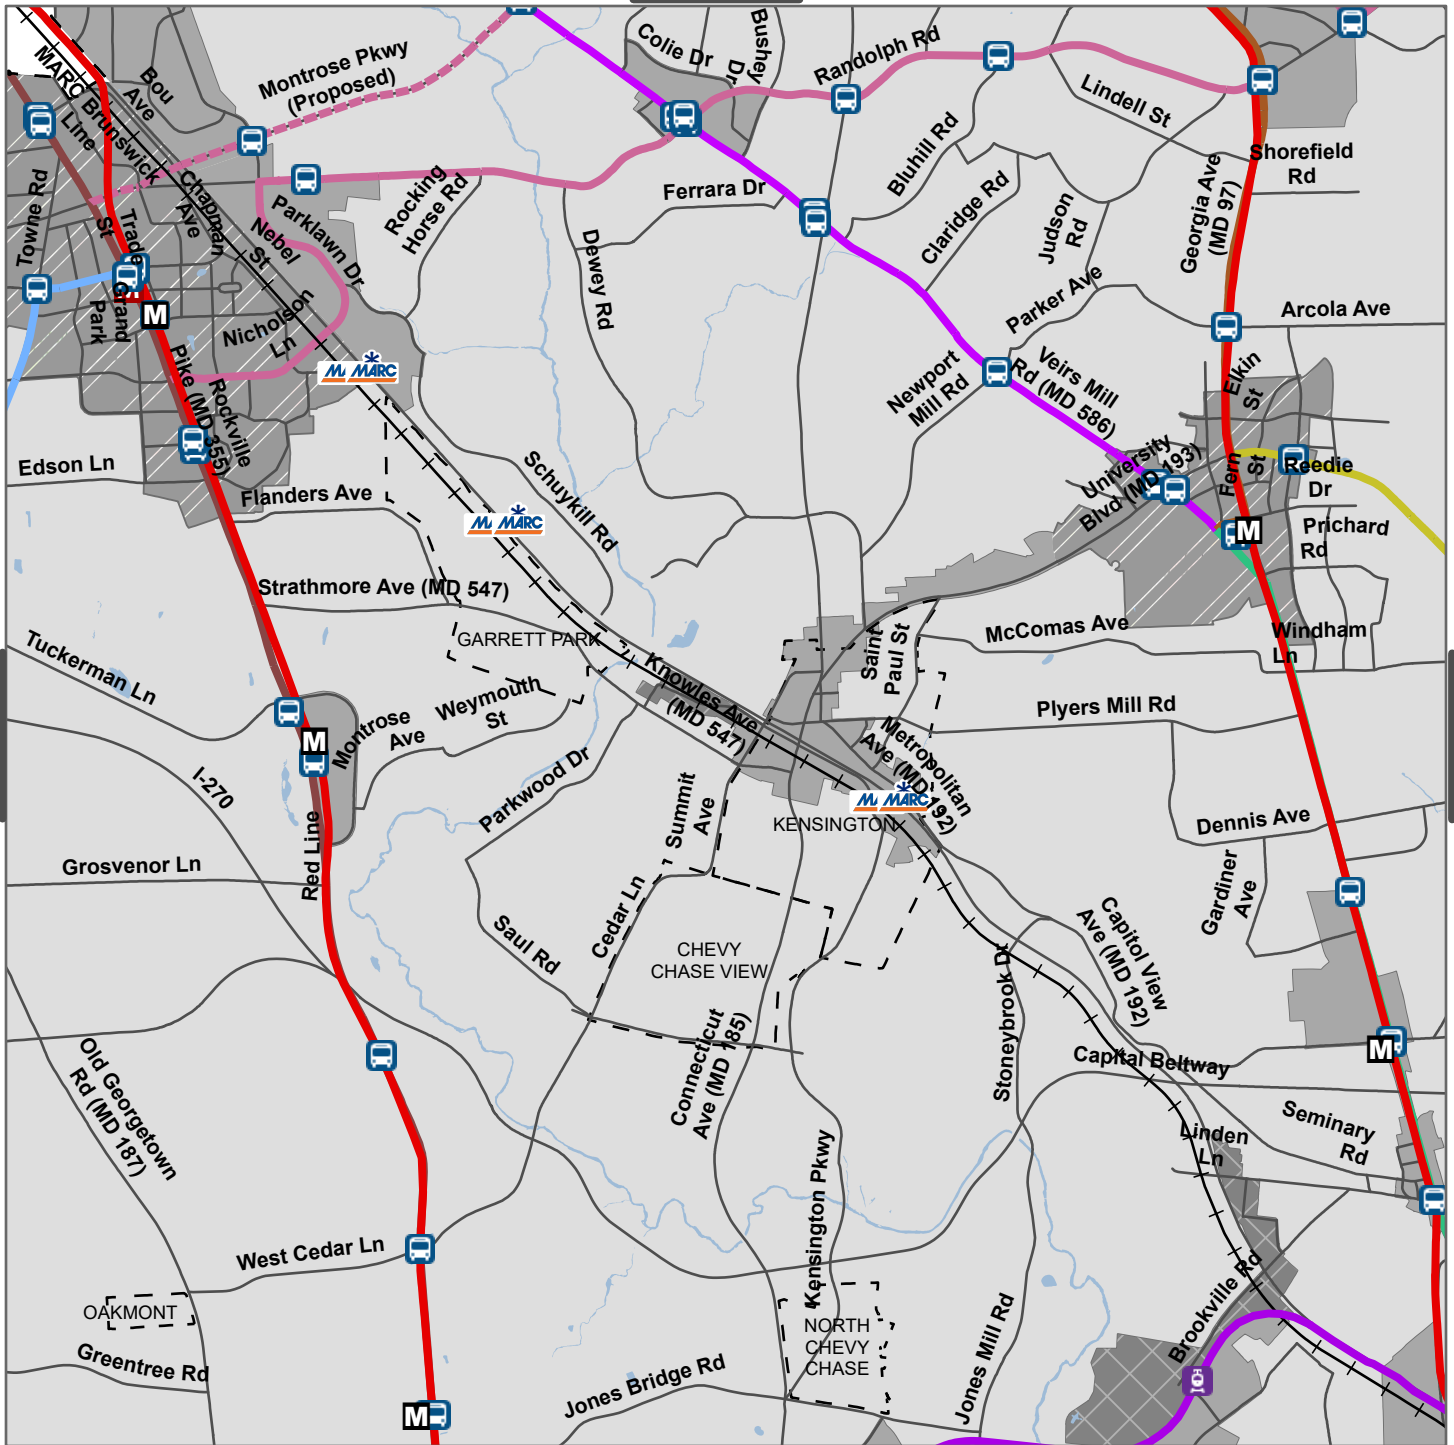 Colie Dr
Bushey
Dr
Randolph Rd
Montrose Pkwy
(Proposed)
MARC
Brunswick
Line
Bou
Ave
Lindell St
Shorefield
Rd
Bluhill Rd
Towne Rd
Chapman
Ave
Rocking
Horse Rd
Ferrara Dr
Claridge Rd
Judson
Rd
Georgia Ave
(MD 97)
Trade
St
Nebel
St
Parklawn Dr
Dewey Rd
Grand
Park
Nicholson
Ln
Parker Ave
Arcola Ave
M
MARC
Pike (MD 355)
Rockville
Newport
Mill Rd
Veirs Mill
Rd (MD 586)
Elkin
St
Edson Ln
Flanders Ave
Schuykill Rd
University
Blvd (MD 193)
Fern
St
Reedie
Dr
MARC
M
Prichard
Rd
Strathmore Ave (MD 547)
GARRETT PARK
Saint
Paul St
McComas Ave
Windham
Ln
Tuckerman Ln
Knowles Ave
(MD 547)
Weymouth
St
Montrose
Ave
M
Plyers Mill Rd
Metropolitan
Ave (MD 192)
I-270
Parkwood Dr
Summit
Ave
MARC
KENSINGTON
Dennis Ave
Grosvenor Ln
Red Line
Gardiner
Ave
Saul Rd
Cedar Ln
CHEVY
CHASE VIEW
Capitol View
Ave (MD 192)
Stoneybrook Dr
Connecticut
Ave (MD 185)
M
Capital Beltway
Old Georgetown
Rd (MD 187)
Seminary
Rd
Linden
Ln
Kensington Pkwy
West Cedar Ln
OAKMONT
NORTH
CHEVY
CHASE
Brookville Rd
Greentree Rd
Jones Bridge Rd
Jones Mill Rd
M